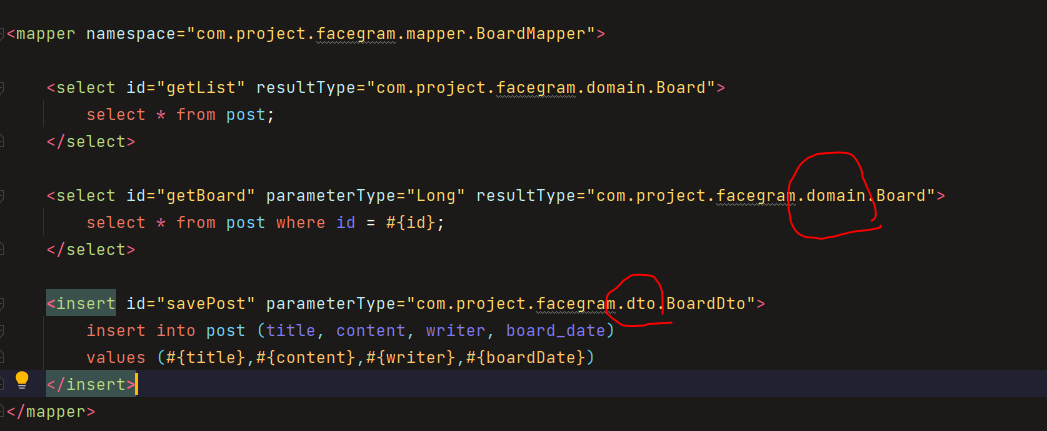 <mapper namespace="com.project.facegram.mapper.BoardMapper">
<select id="getList" resultType="com.project.facegram.domain.Board">
select * from post;
</select>
<select id="getBoard" parameterType="Long" resultType="com.project.facegram.domain.Board">
select * from post where id = #{id};
</select>
<insert id="savePost" parameterType="com.project.facegram.dto.BoardDto">
insert into post (title, content, writer, board_date)
values (#{title},#{content},#{writer},#{boardDate})
</insert>
</mapper>